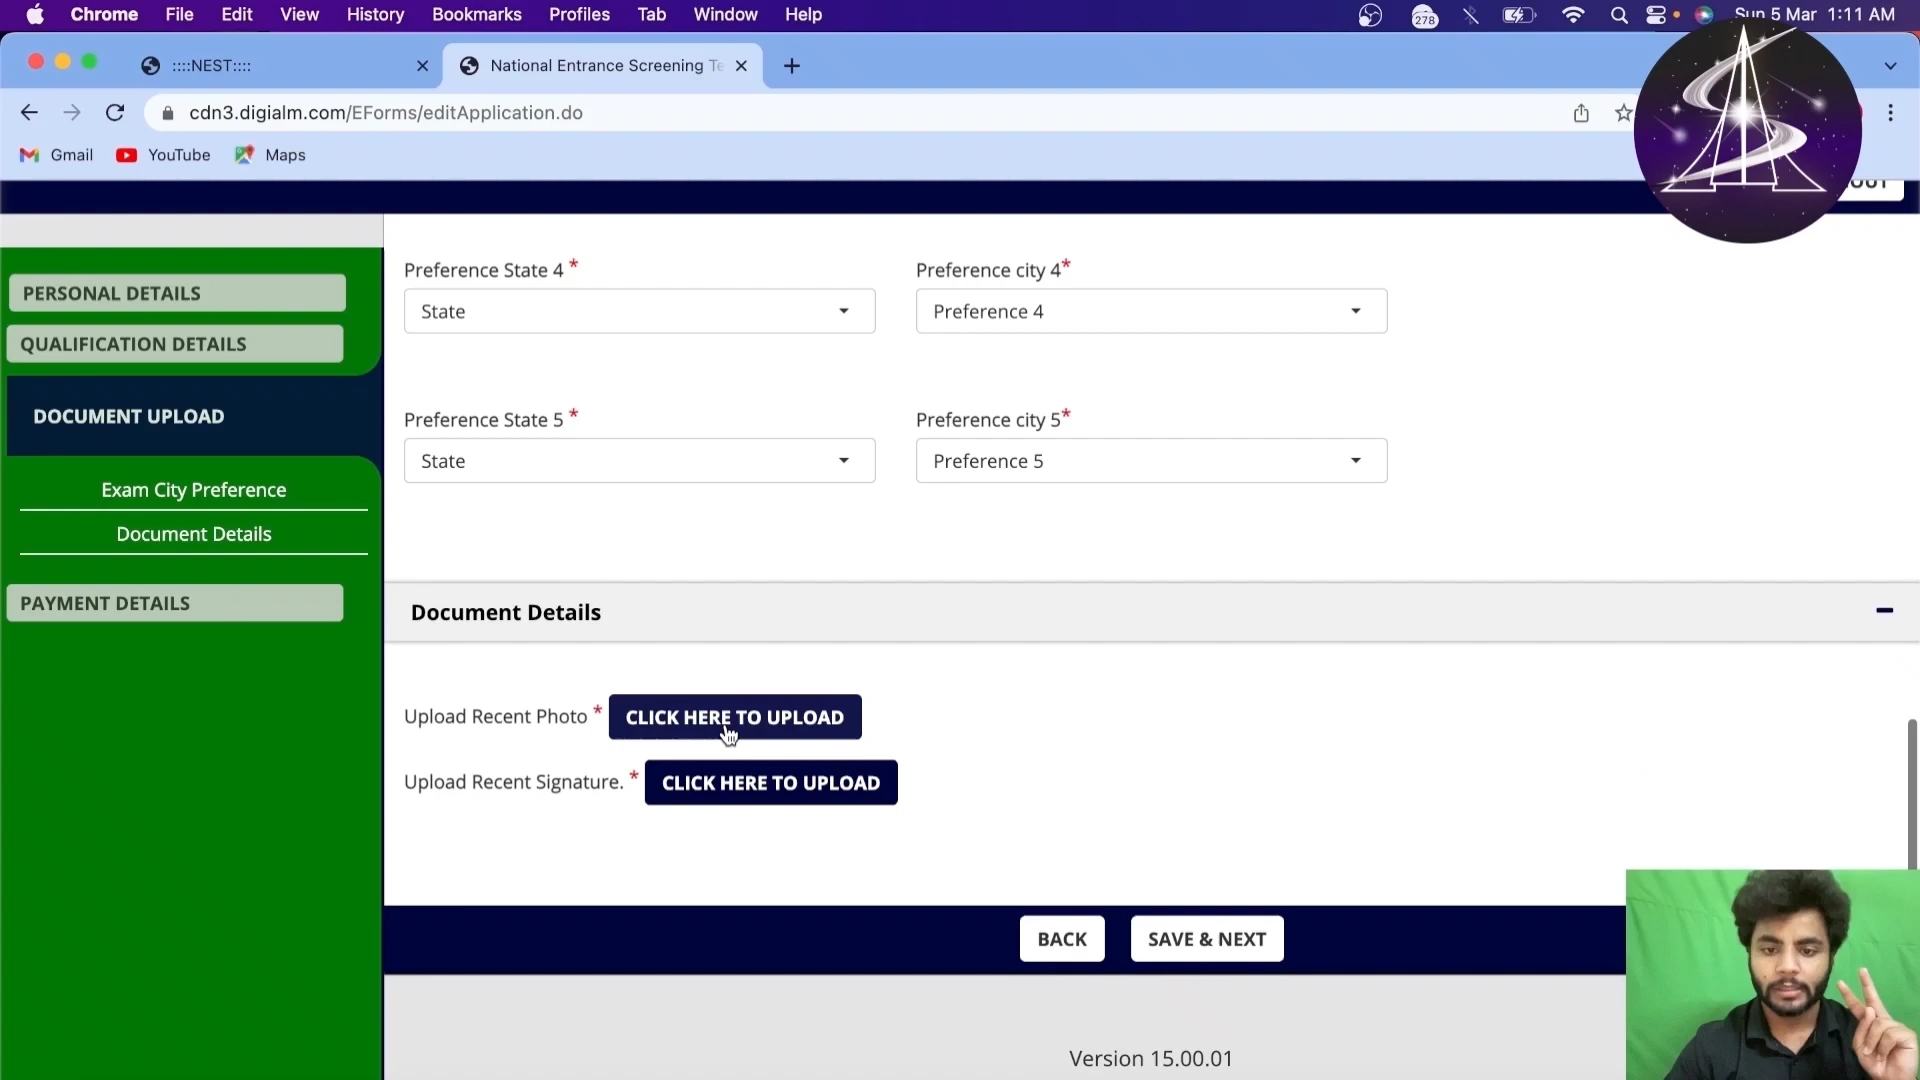 Chrome File Edit View History Bookmarks Profiles Tab Window Help 278 Sun 5 Mar 1:11 AM
::::NEST:::: National Entrance Screening Te
cdn3.digialm.com/EForms/editApplication.do
Gmail YouTube Maps
OUT
Preference State 4 * Preference city 4*
State Preference 4
PERSONAL DETAILS
QUALIFICATION DETAILS
DOCUMENT UPLOAD
Exam City Preference
Document Details
PAYMENT DETAILS
Preference State 5 * Preference city 5*
State Preference 5
Document Details
Upload Recent Photo * CLICK HERE TO UPLOAD
Upload Recent Signature. * CLICK HERE TO UPLOAD
BACK SAVE & NEXT
Version 15.00.01